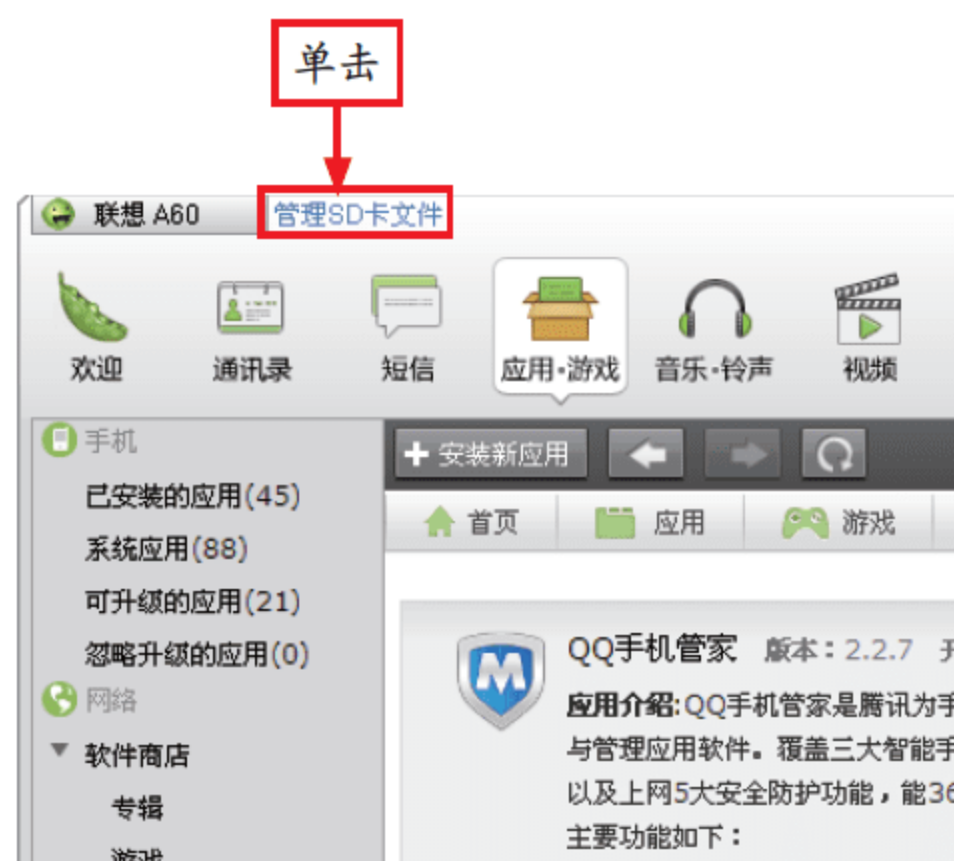 单击
联想 A60 管理SD卡文件
欢迎 通讯录 短信 应用·游戏 音乐·铃声 视频
手机
安装新应用
已安装的应用(45)
首页 应用 游戏
系统应用(88)
可升级的应用(21)
忽略升级的应用(0)
QQ手机管家 版本：2.2.7
网络
应用介绍:QQ手机管家是腾讯为手
软件商店
与管理应用软件。覆盖三大智能手
专辑
以及上网5大安全防护功能，能36
主要功能如下：
游戏